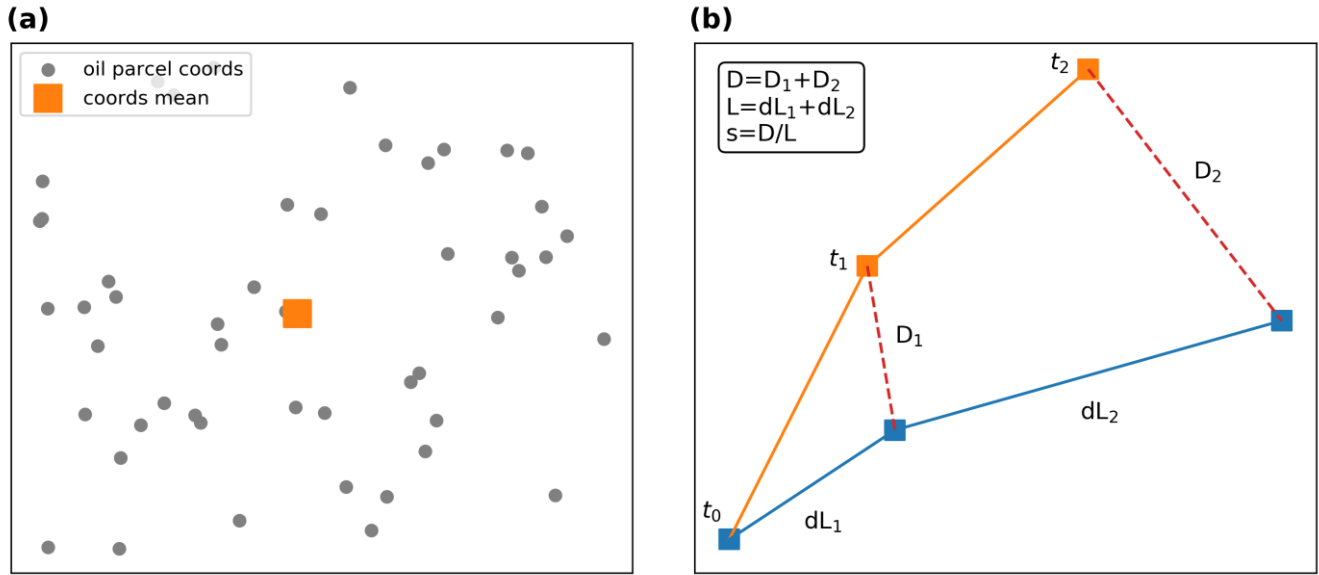 (a)
oil parcel coords
coords mean
(b)
D=D₁+D₂
L=dL₁+dL₂
s=D/L
t₂
D₂
t₁
D₁
dL₂
t₀
dL₁